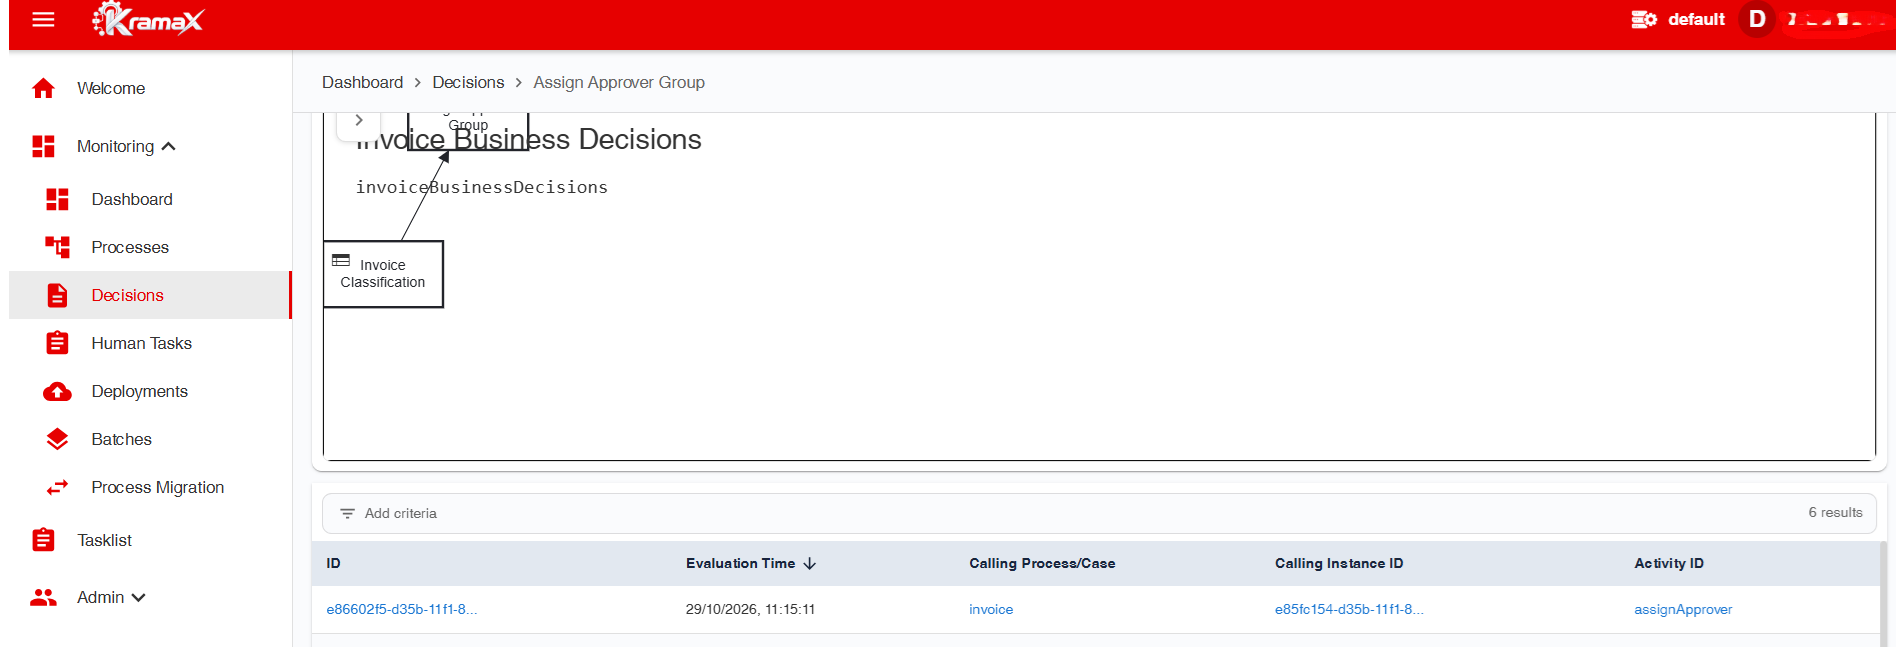 KramaX
default
D
Welcome
Monitoring
Dashboard
Processes
Decisions
Human Tasks
Deployments
Batches
Process Migration
Tasklist
Admin
Dashboard > Decisions > Assign Approver Group
Group
Invoice Business Decisions
invoiceBusinessDecisions
Invoice
Classification
Add criteria
6 results
ID Evaluation Time Calling Process/Case Calling Instance ID Activity ID
e86602f5-d35b-11f1-8... 29/10/2026, 11:15:11 invoice e85fc154-d35b-11f1-8... assignApprover